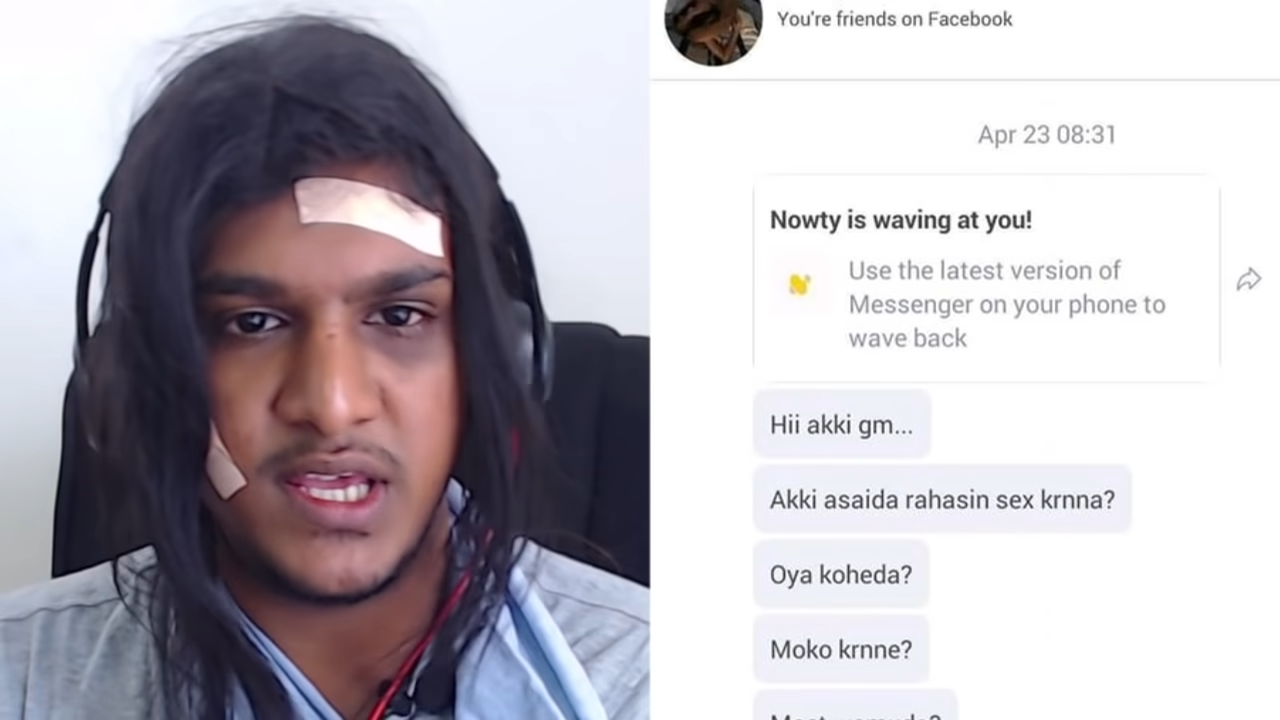 You're friends on Facebook
Apr 23 08:31
Nowty is waving at you!
Use the latest version of
Messenger on your phone to
wave back
Hii akki gm...
Akki asaida rahasin sex krnna?
Oya koheda?
Moko krnne?